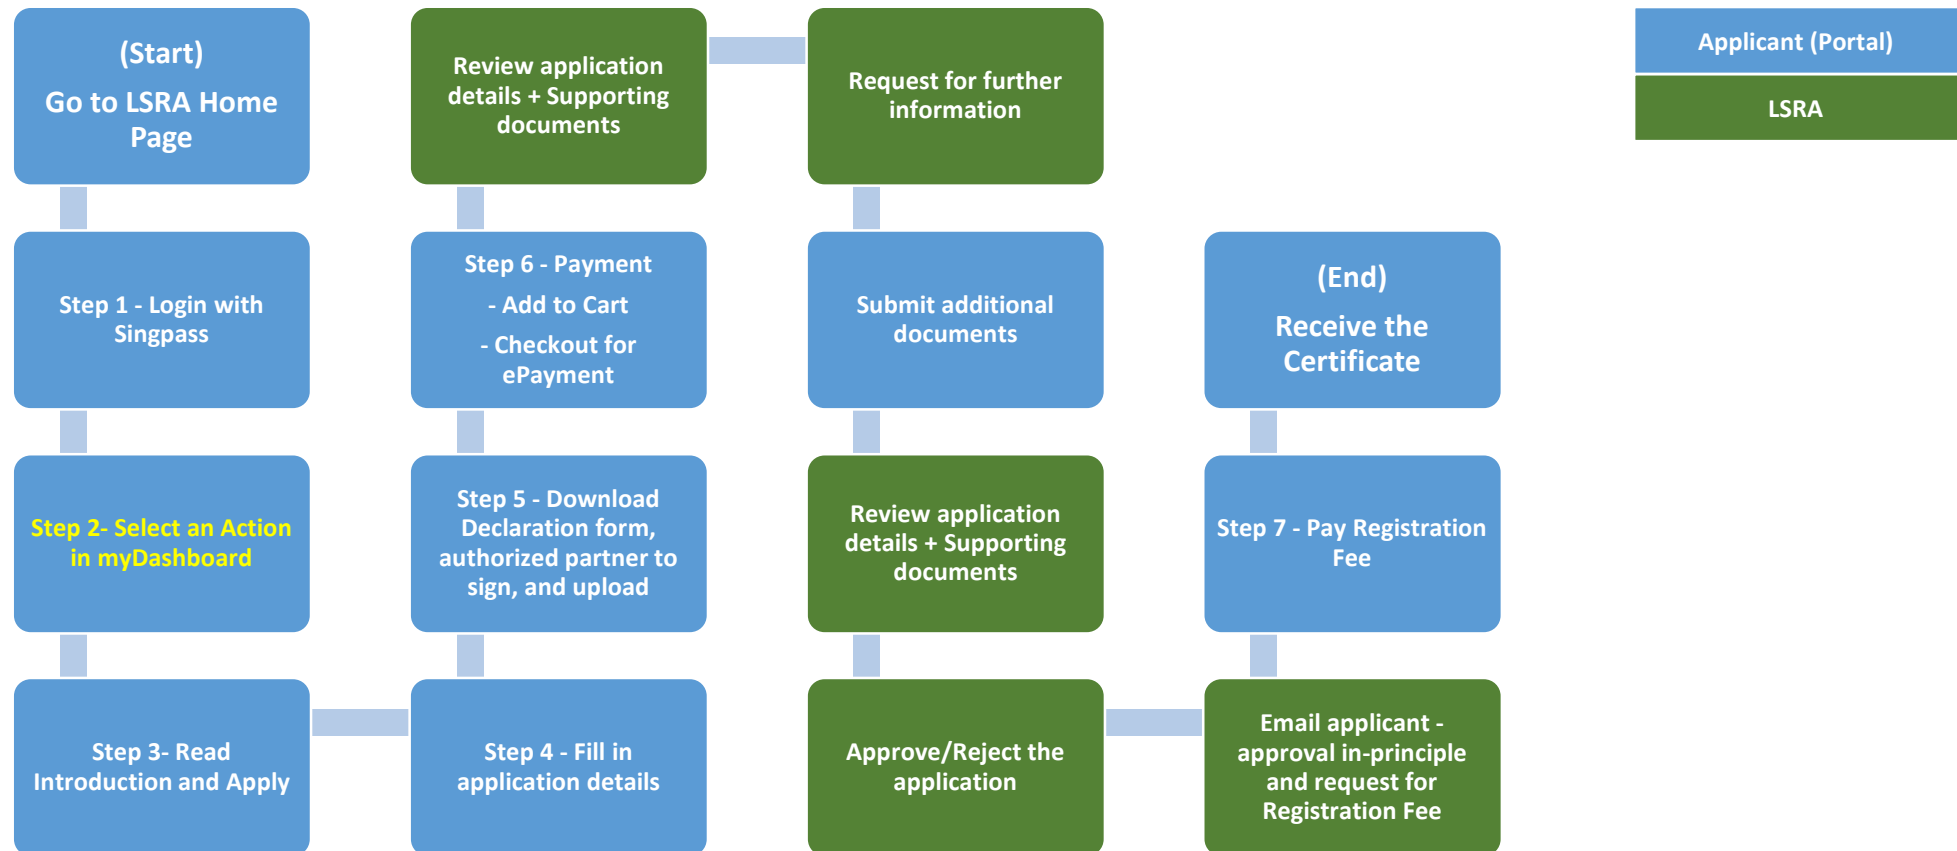 (Start)
Go to LSRA Home
Page
Step 1 - Login with
Singpass
Step 2- Select an Action
in myDashboard
Step 3- Read
Introduction and Apply
Step 4 - Fill in
application details
Step 5 - Download
Declaration form,
authorized partner to
sign, and upload
Step 6 - Payment
- Add to Cart
- Checkout for
ePayment
Review application
details + Supporting
documents
Request for further
information
Submit additional
documents
Review application
details + Supporting
documents
Approve/Reject the
application
Email applicant -
approval in-principle
and request for
Registration Fee
Step 7 - Pay Registration
Fee
(End)
Receive the
Certificate
Applicant (Portal)
LSRA